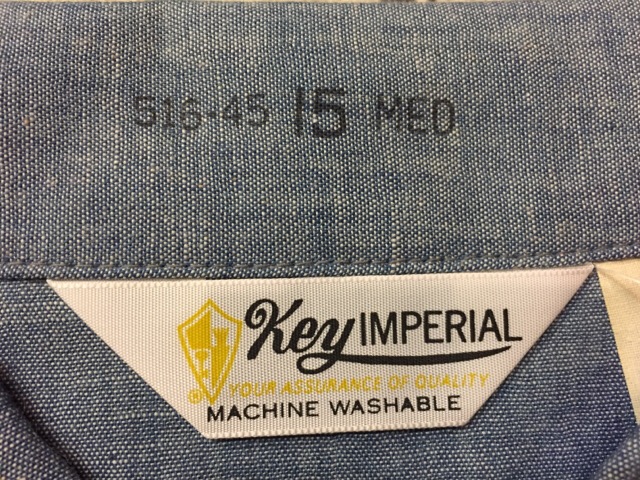 516-45 15 MED
Key IMPERIAL
® YOUR ASSURANCE OF QUALITY
MACHINE WASHABLE